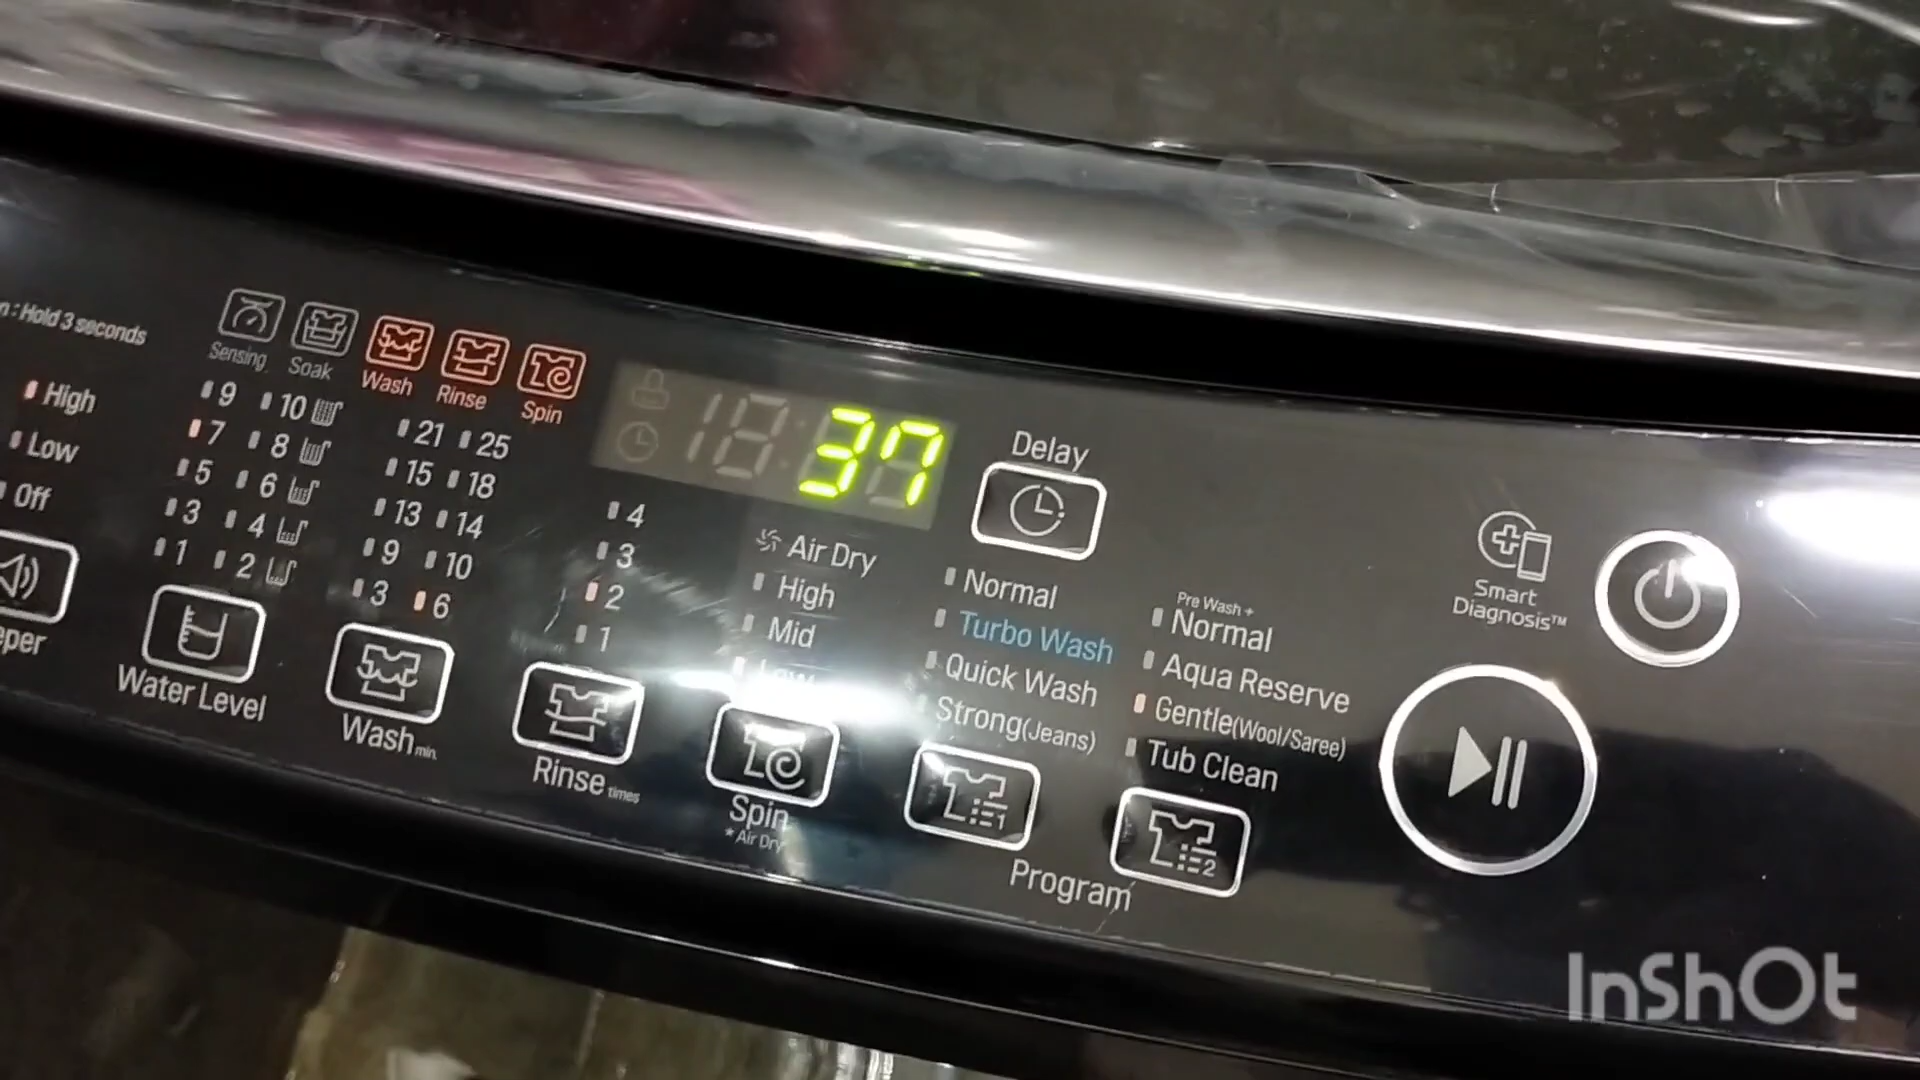 n : Hold 3 seconds
High
Low
Off
eper
Sensing
Soak
Wash
Rinse
Spin
9 10
7 8
5 6
3 4
1 2
Water Level
21 25
15 18
13 14
9 10
3 6
Wash min.
4
3
2
1
Rinse times
37
Air Dry
High
Mid
Low
Spin
* Air Dry
Delay
Normal
Turbo Wash
Quick Wash
Strong(Jeans)
1
Pre Wash +
Normal
Aqua Reserve
Gentle(Wool/Saree)
Tub Clean
2
Program
Smart
Diagnosis™
InShOt